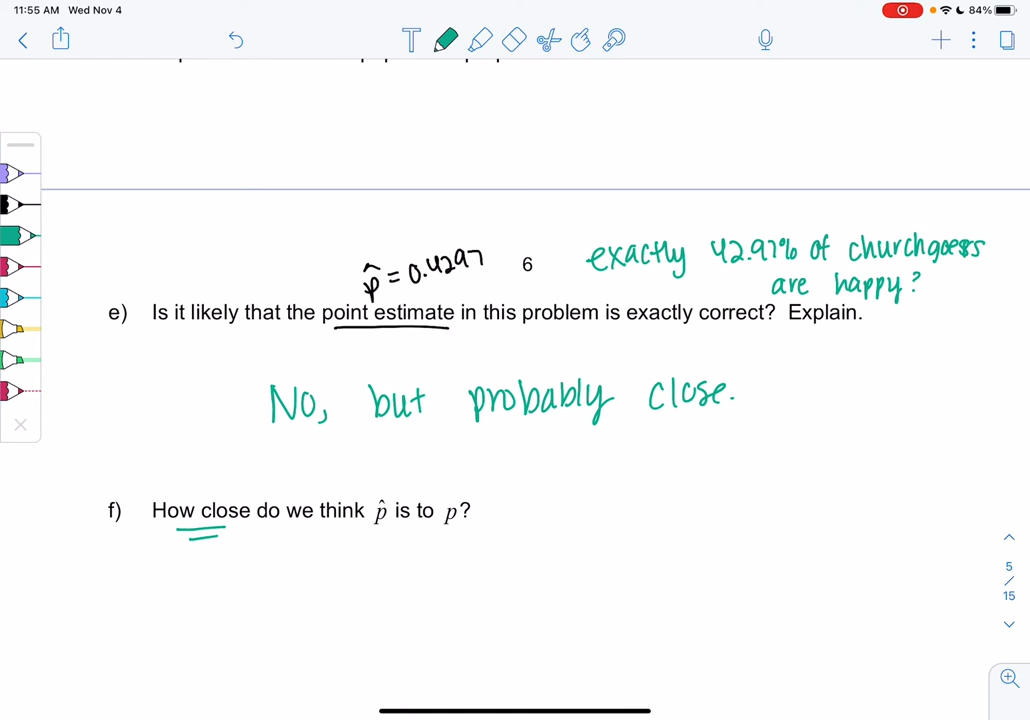 11:55 AM Wed Nov 4
84%
T
p̂ = 0.4297
6
exactly 42.97% of churchgoers
are happy?
e) Is it likely that the point estimate in this problem is exactly correct? Explain.
No, but probably close.
f) How close do we think p̂ is to p?
5
/
15